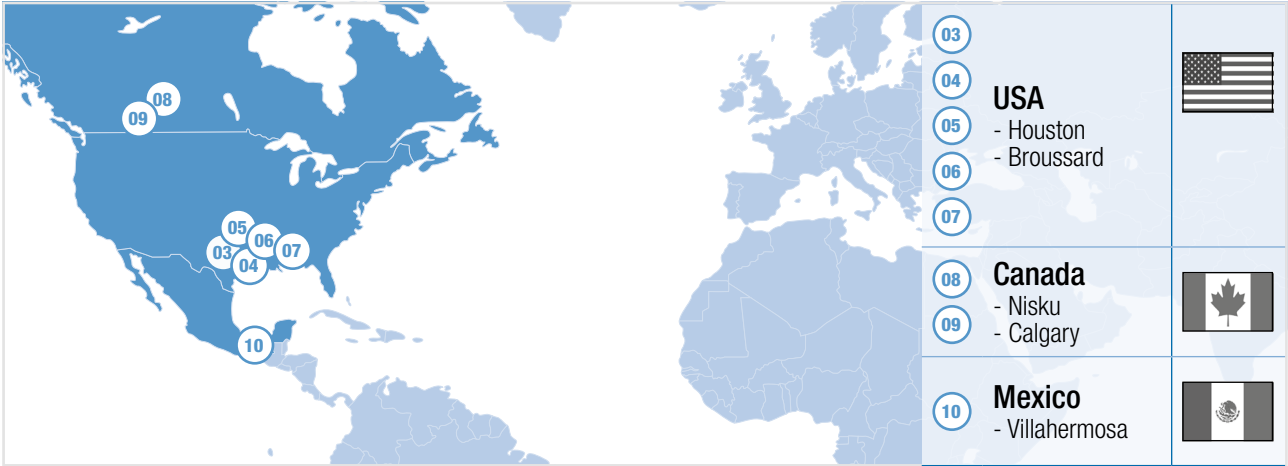 08
09
05
06
03
07
04
10
03
04
05
06
07
USA
- Houston
- Broussard
08
09
Canada
- Nisku
- Calgary
10
Mexico
- Villahermosa